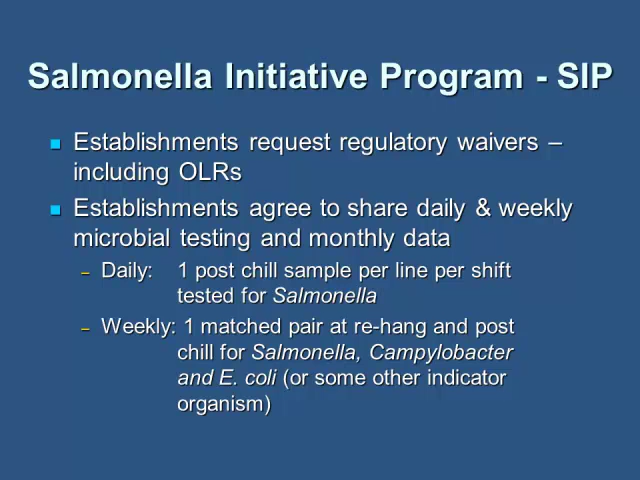 Salmonella Initiative Program - SIP
Establishments request regulatory waivers –
including OLRs
Establishments agree to share daily & weekly
microbial testing and monthly data
– Daily: 1 post chill sample per line per shift
tested for Salmonella
– Weekly: 1 matched pair at re-hang and post
chill for Salmonella, Campylobacter
and E. coli (or some other indicator
organism)